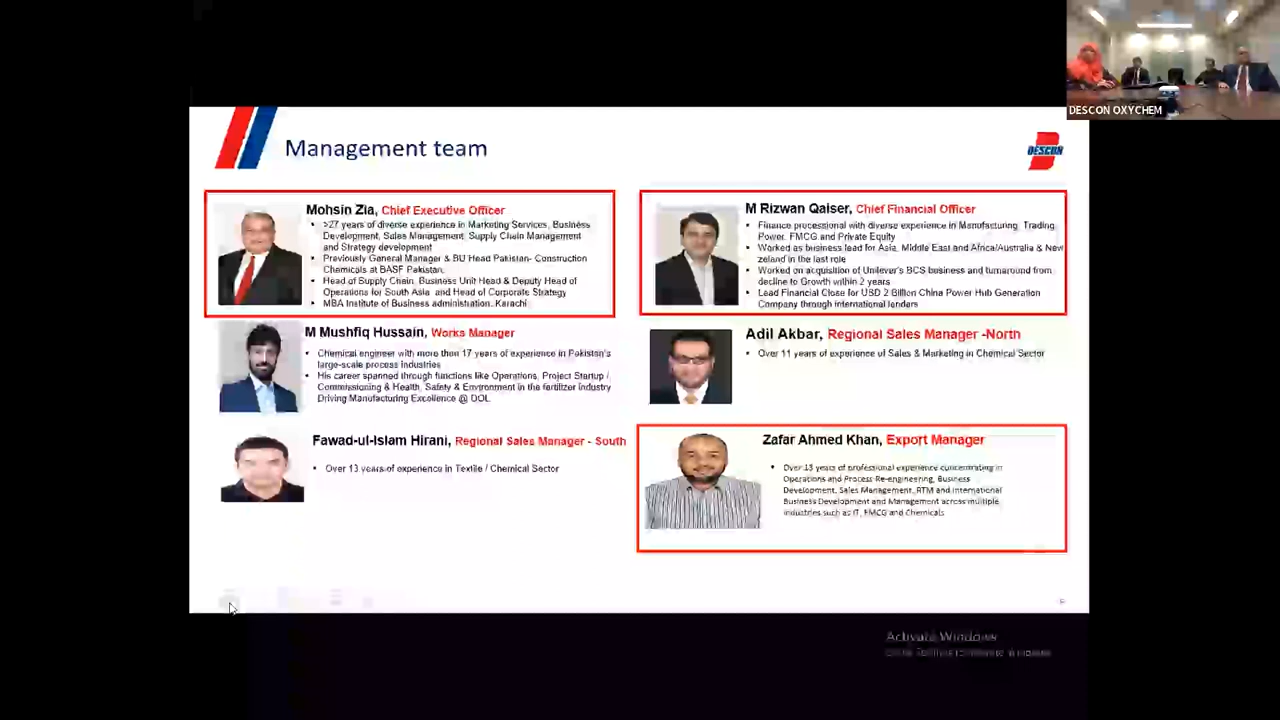 DESCON OXYCHEM
Management team
DESCON
Mohsin Zia, Chief Executive Officer
• >27 years of diverse experience in Marketing Services, Business
Development, Sales Management, Supply Chain Management
and Strategy development
• Previously General Manager & BU Head Pakistan- Construction
Chemicals at BASF Pakistan.
• Head of Supply Chain, Business Unit Head & Deputy Head of
Operations for South Asia and Head of Corporate Strategy
• MBA Institute of Business administration, Karachi
M Rizwan Qaiser, Chief Financial Officer
• Finance professional with diverse experience in Manufacturing, Trading,
Power, FMCG and Private Equity
• Worked as business lead for Asia, Middle East and Africa/Australia & New
zeland in the last role
• Worked on acquisition of Unilever's BCS business and turnaround from
decline to Growth within 2 years
• Lead Financial Close for USD 2 Billion China Power Hub Generation
Company through international lenders
M Mushfiq Hussain, Works Manager
• Chemical engineer with more than 17 years of experience in Pakistan's
large-scale process industries
• His career spanned through functions like Operations, Project Startup /
Commissioning & Health, Safety & Environment in the fertilizer industry
Driving Manufacturing Excellence @ DOL
Adil Akbar, Regional Sales Manager -North
• Over 11 years of experience of Sales & Marketing in Chemical Sector
Fawad-ul-Islam Hirani, Regional Sales Manager - South
• Over 13 years of experience in Textile / Chemical Sector
Zafar Ahmed Khan, Export Manager
• Over 13 years of professional experience concentrating in
Operations and Process Re-engineering, Business
Development, Sales Management, RTM and International
Business Development and Management across multiple
industries such as IT, FMCG and Chemicals
Activate Windows